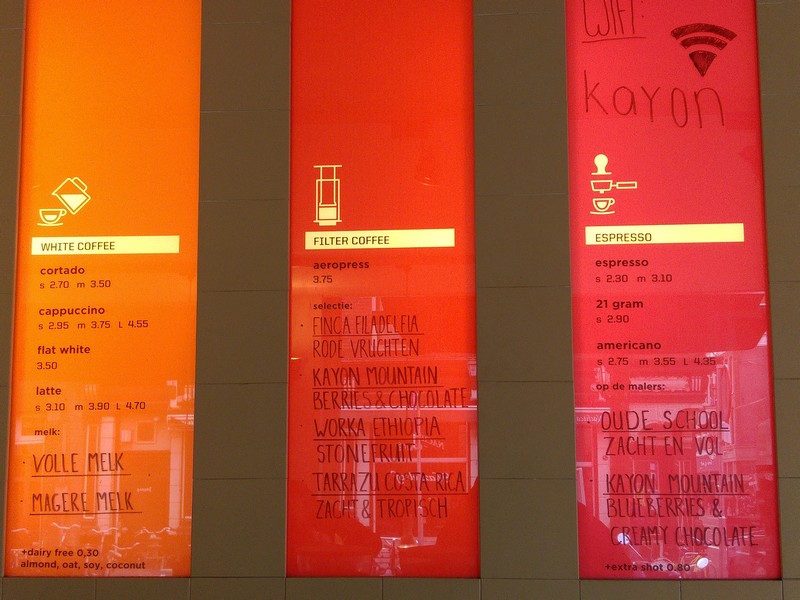 WHITE COFFEE
cortado
s 2.70 m 3.50
cappuccino
s 2.95 m 3.75 L 4.55
flat white
3.50
latte
s 3.10 m 3.90 L 4.70
melk:
VOLLE MELK
MAGERE MELK
+dairy free 0,30
almond, oat, soy, coconut
FILTER COFFEE
aeropress
3.75
selectie:
FINCA FILADELFIA
RODE VRUCHTEN
KAYON MOUNTAIN
BERRIES & CHOCOLATE
WORKA ETHIOPIA
STONEFRUIT
TARRAZU COSTA RICA
ZACHT & TROPISCH
WIFI
kayon
ESPRESSO
espresso
s 2.30 m 3.10
21 gram
s 2.90
americano
s 2.75 m 3.55 L 4.35
op de malers:
OUDE SCHOOL
ZACHT EN VOL
KAYON MOUNTAIN
BLUEBERRIES &
CREAMY CHOCOLATE
+extra shot 0.80